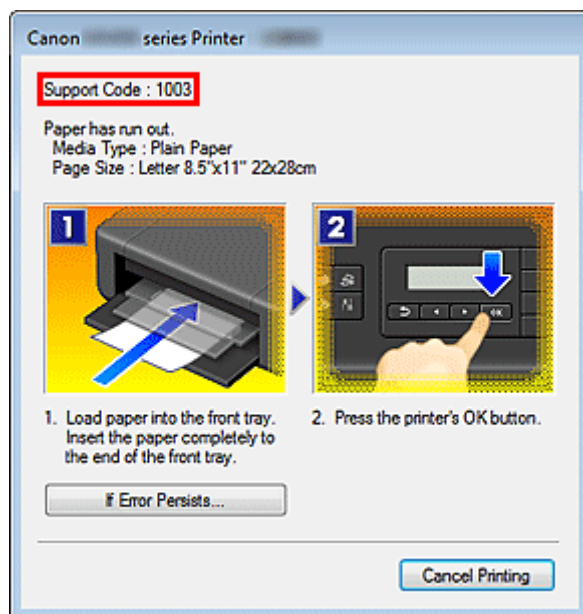 Canon series Printer
Support Code : 1003
Paper has run out.
Media Type : Plain Paper
Page Size : Letter 8.5"x11" 22x28cm
1
2
OK
1. Load paper into the front tray.
Insert the paper completely to
the end of the front tray.
2. Press the printer's OK button.
If Error Persists...
Cancel Printing